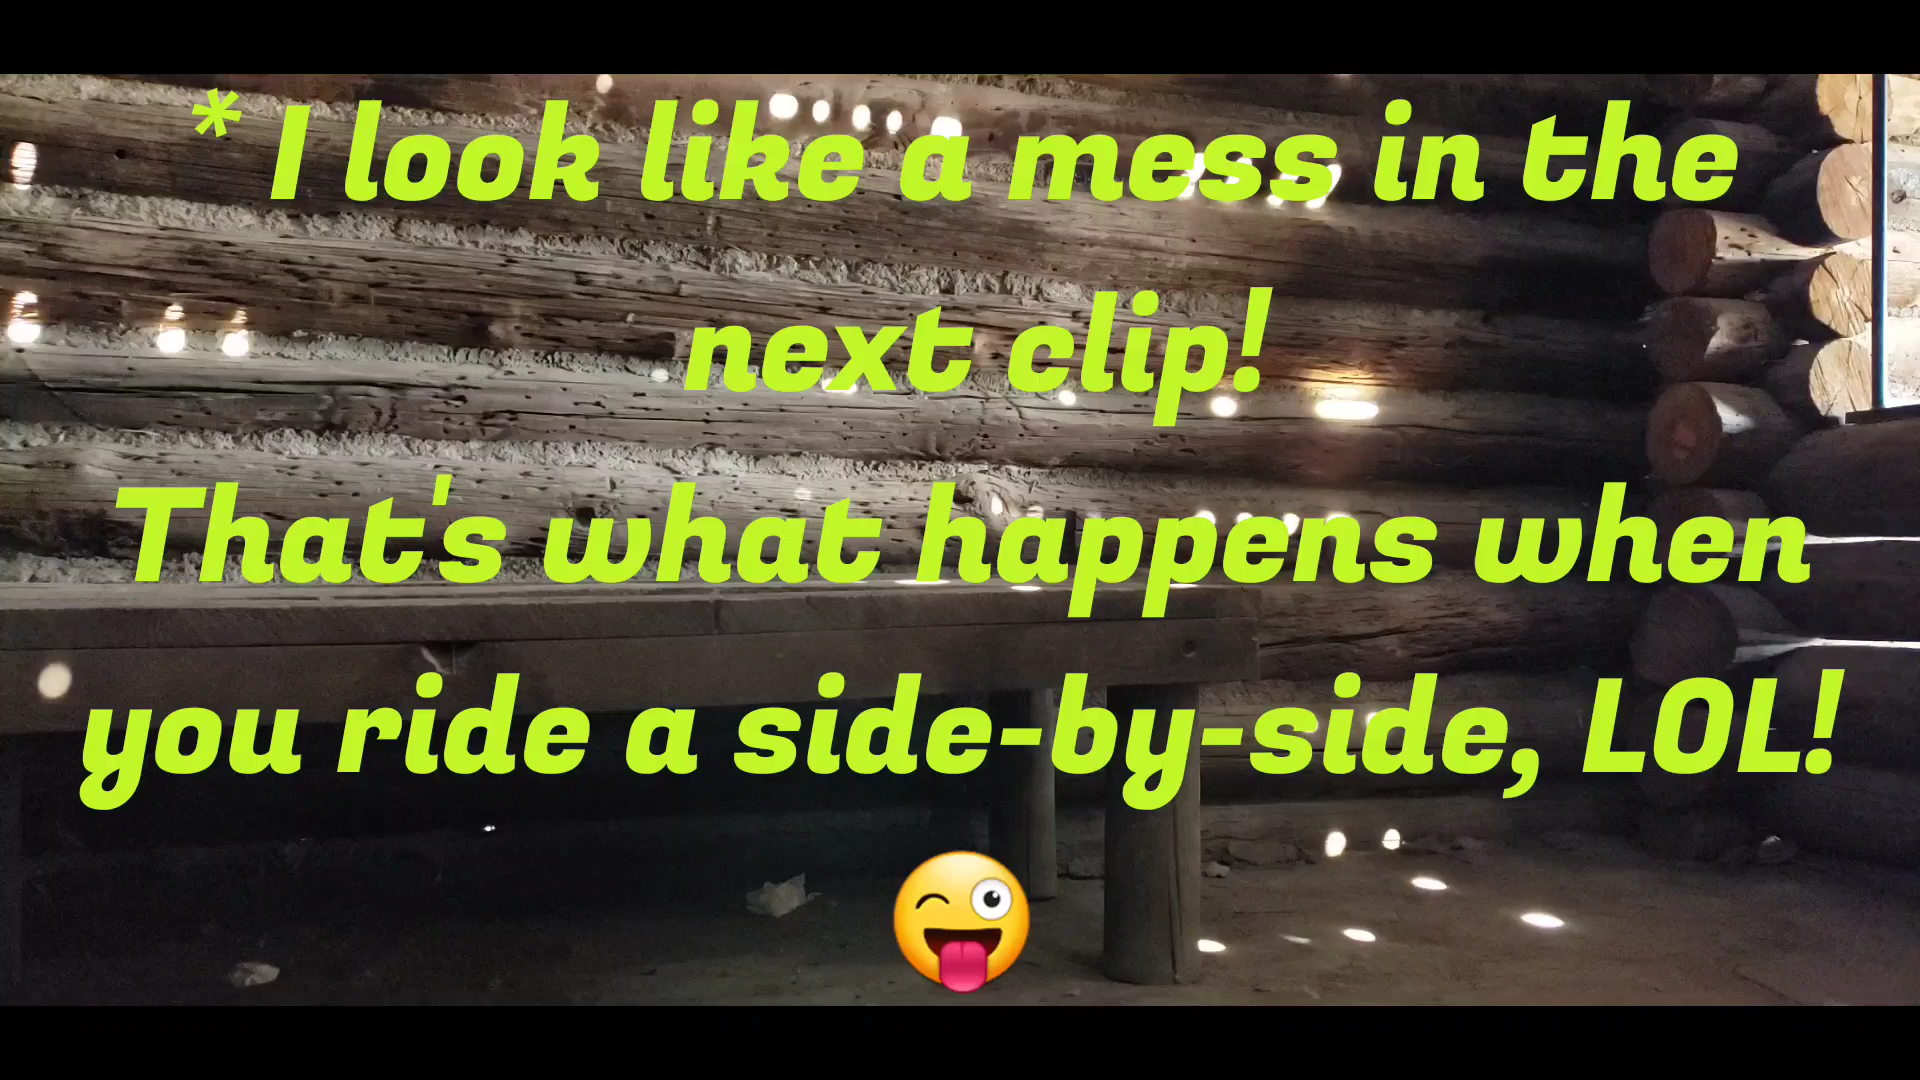 * I look like a mess in the
next clip!
That's what happens when
you ride a side-by-side, LOL!
😜